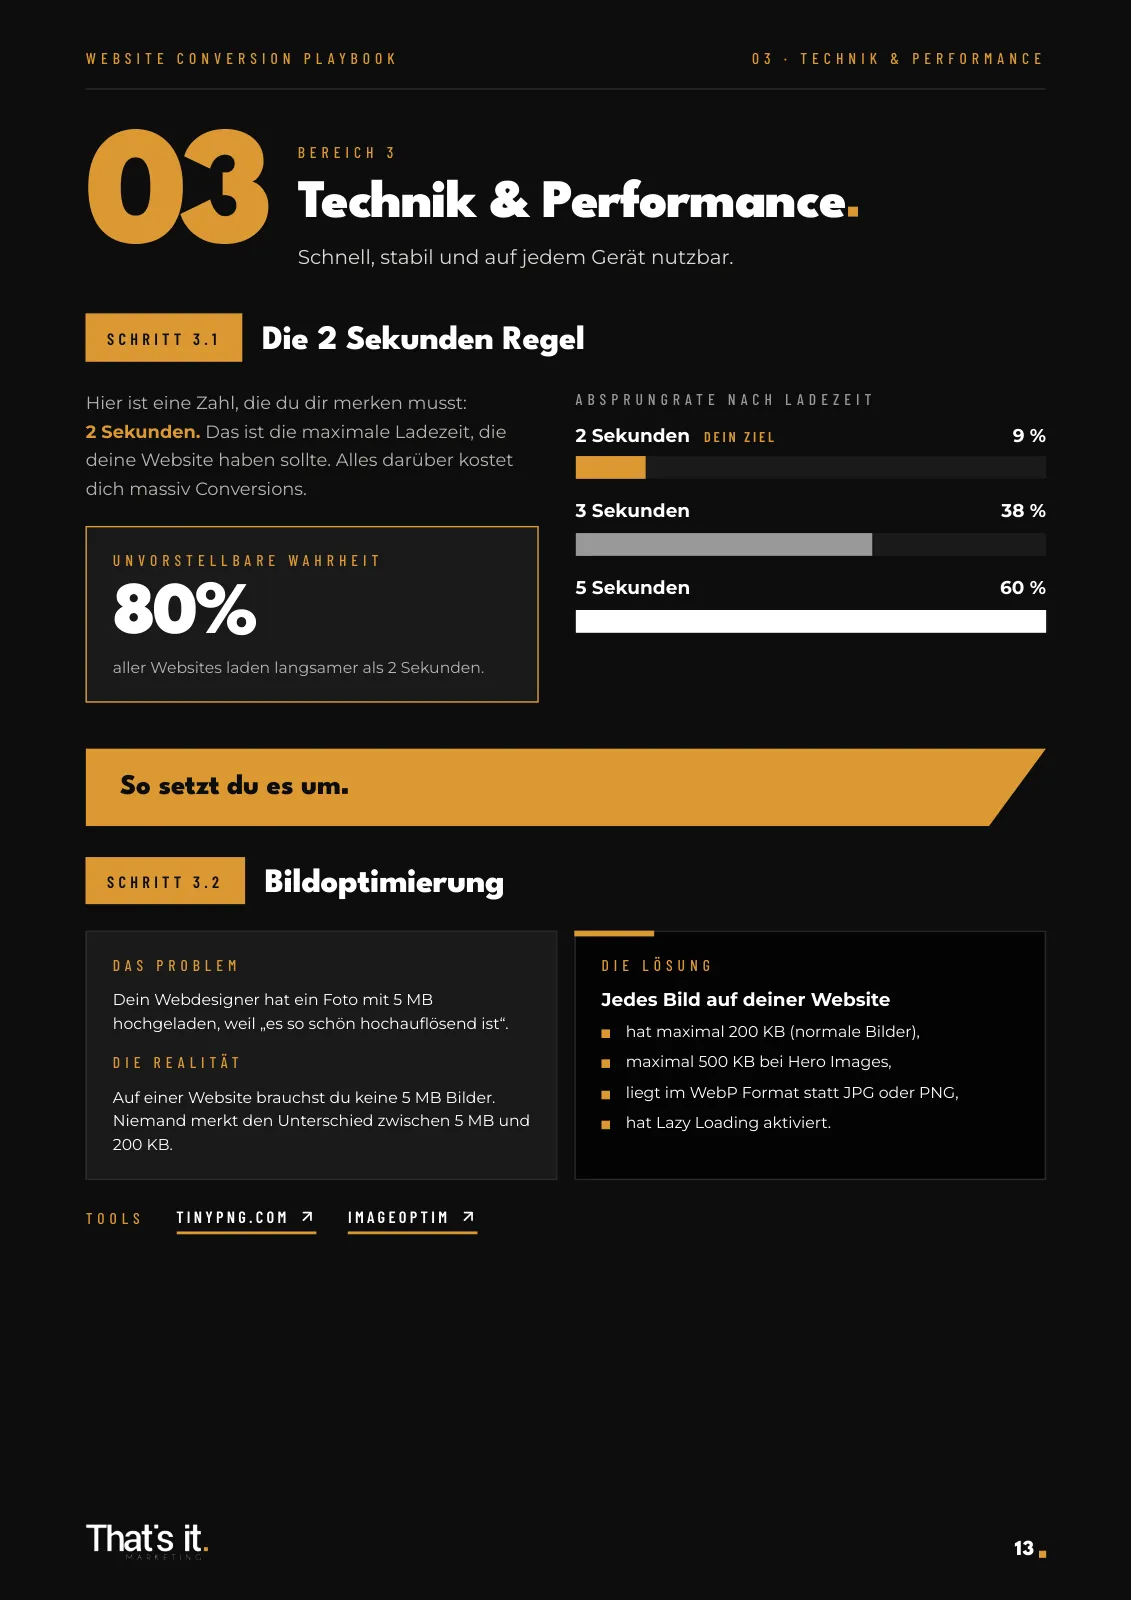 WEBSITE CONVERSION PLAYBOOK
03 · TECHNIK & PERFORMANCE
03
BEREICH 3
Technik & Performance.
Schnell, stabil und auf jedem Gerät nutzbar.
SCHRITT 3.1
Die 2 Sekunden Regel
Hier ist eine Zahl, die du dir merken musst:
2 Sekunden. Das ist die maximale Ladezeit, die
deine Website haben sollte. Alles darüber kostet
dich massiv Conversions.
UNVORSTELLBARE WAHRHEIT
80%
aller Websites laden langsamer als 2 Sekunden.
ABSPRUNGRATE NACH LADEZEIT
2 Sekunden DEIN ZIEL 9 %
3 Sekunden 38 %
5 Sekunden 60 %
So setzt du es um.
SCHRITT 3.2
Bildoptimierung
DAS PROBLEM
Dein Webdesigner hat ein Foto mit 5 MB
hochgeladen, weil „es so schön hochauflösend ist“.
DIE REALITÄT
Auf einer Website brauchst du keine 5 MB Bilder.
Niemand merkt den Unterschied zwischen 5 MB und
200 KB.
DIE LÖSUNG
Jedes Bild auf deiner Website
hat maximal 200 KB (normale Bilder),
maximal 500 KB bei Hero Images,
liegt im WebP Format statt JPG oder PNG,
hat Lazy Loading aktiviert.
TOOLS
TINYPNG.COM ↗
IMAGEOPTIM ↗
That's it.
MARKETING
13